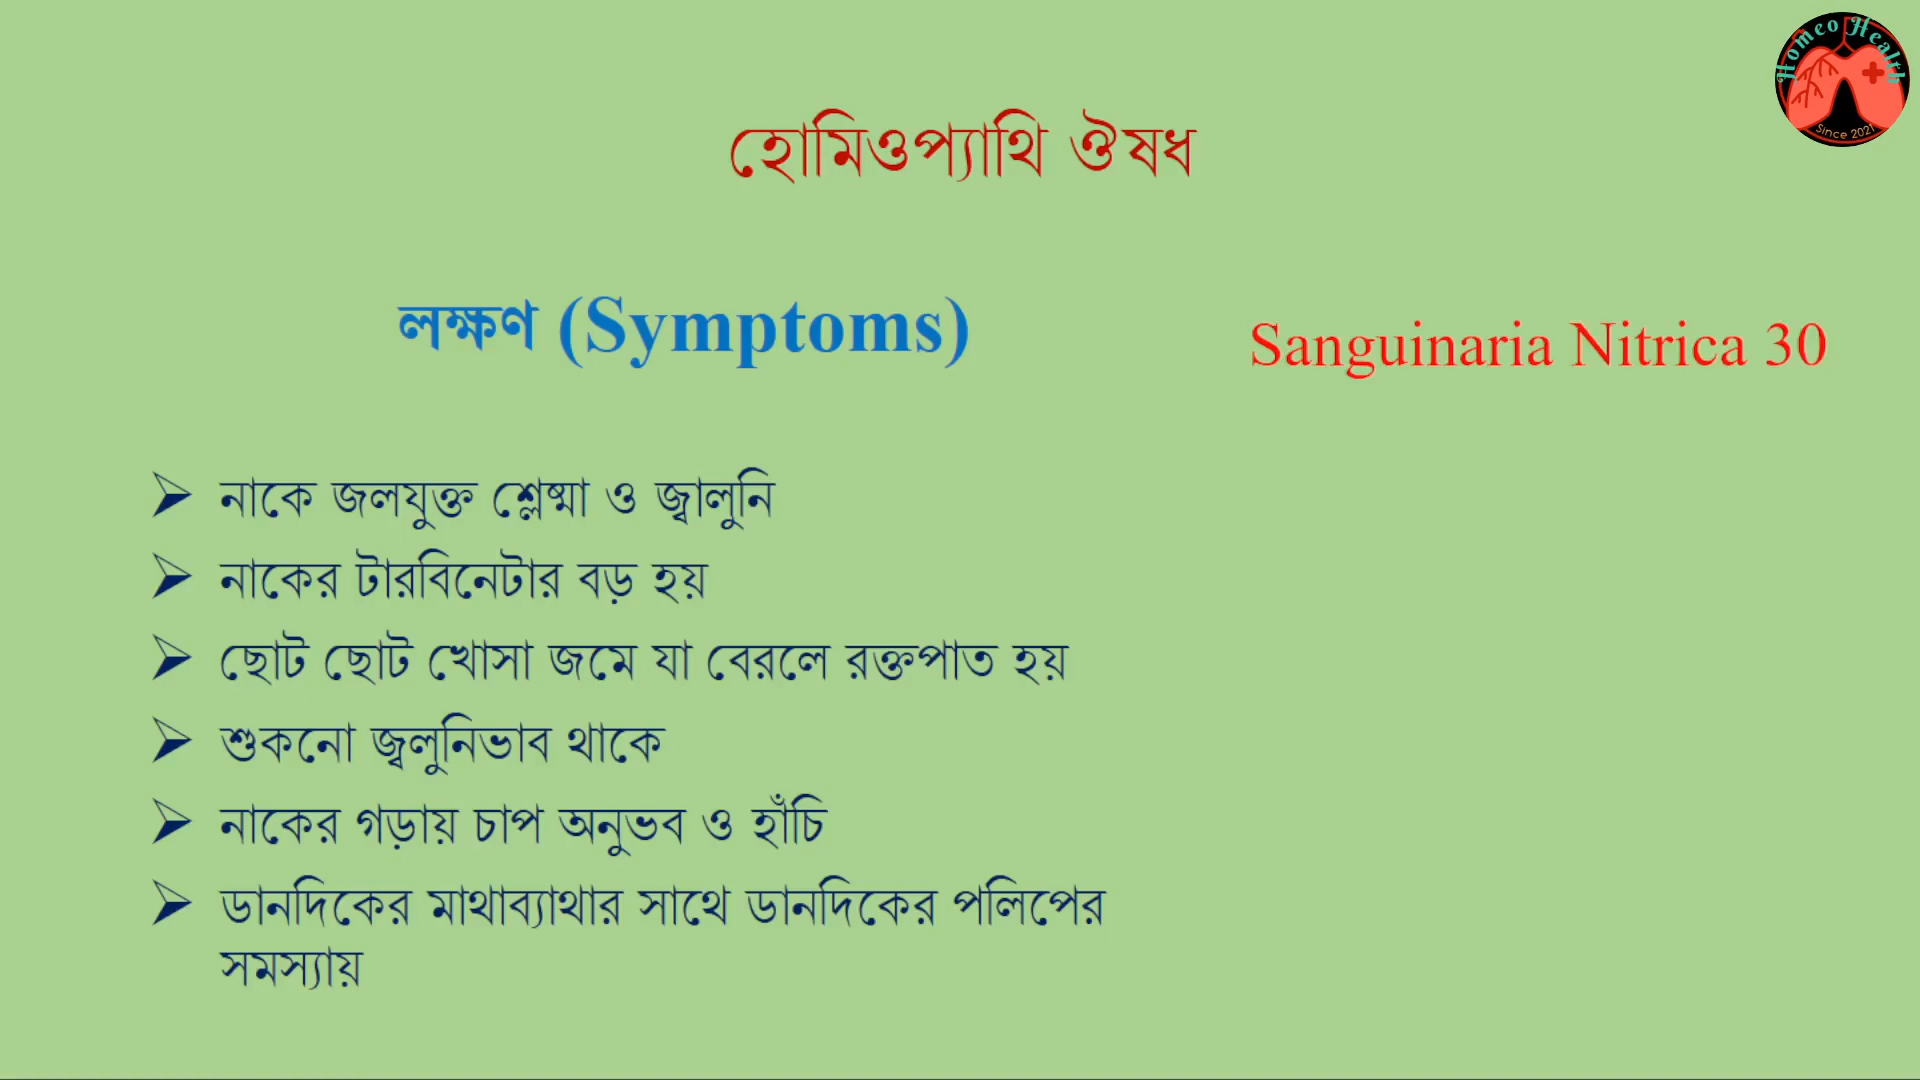 Homeo Health
Since 2021
হোমিওপ্যাথি ঔষধ
লক্ষণ (Symptoms)
Sanguinaria Nitrica 30
নাকে জলযুক্ত শ্লেষ্মা ও জ্বালুনি
নাকের টারবিনেটার বড় হয়
ছোট ছোট খোসা জমে যা বেরলে রক্তপাত হয়
শুকনো জ্বলুনিভাব থাকে
নাকের গড়ায় চাপ অনুভব ও হাঁচি
ডানদিকের মাথাব্যাথার সাথে ডানদিকের পলিপের
সমস্যায়